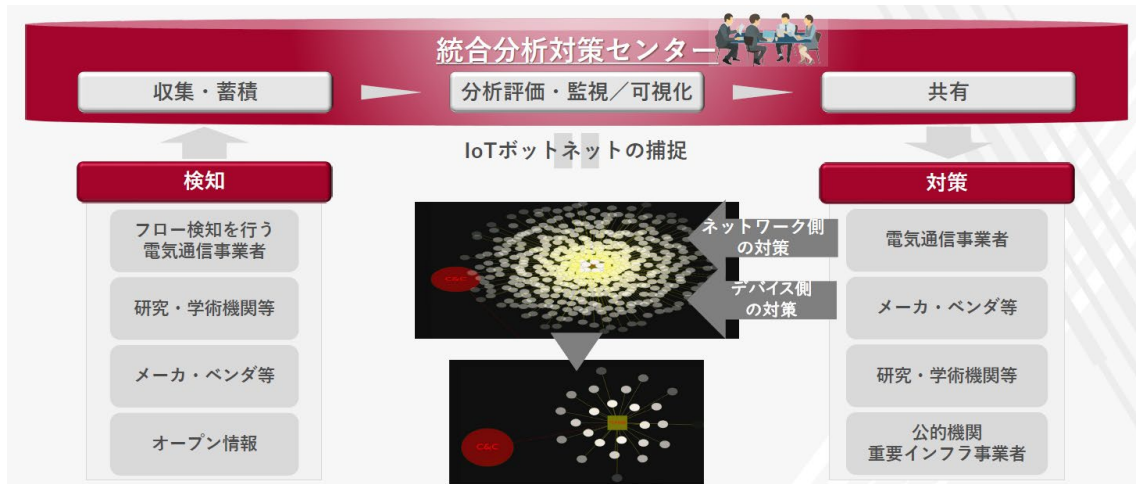 統合分析対策センター
収集・蓄積
分析評価・監視／可視化
共有
IoTボットネットの捕捉
検知
フロー検知を行う
電気通信事業者
研究・学術機関等
メーカ・ベンダ等
オープン情報
C&C
ネットワーク側
の対策
デバイス側
の対策
C&C
対策
電気通信事業者
メーカ・ベンダ等
研究・学術機関等
公的機関
重要インフラ事業者